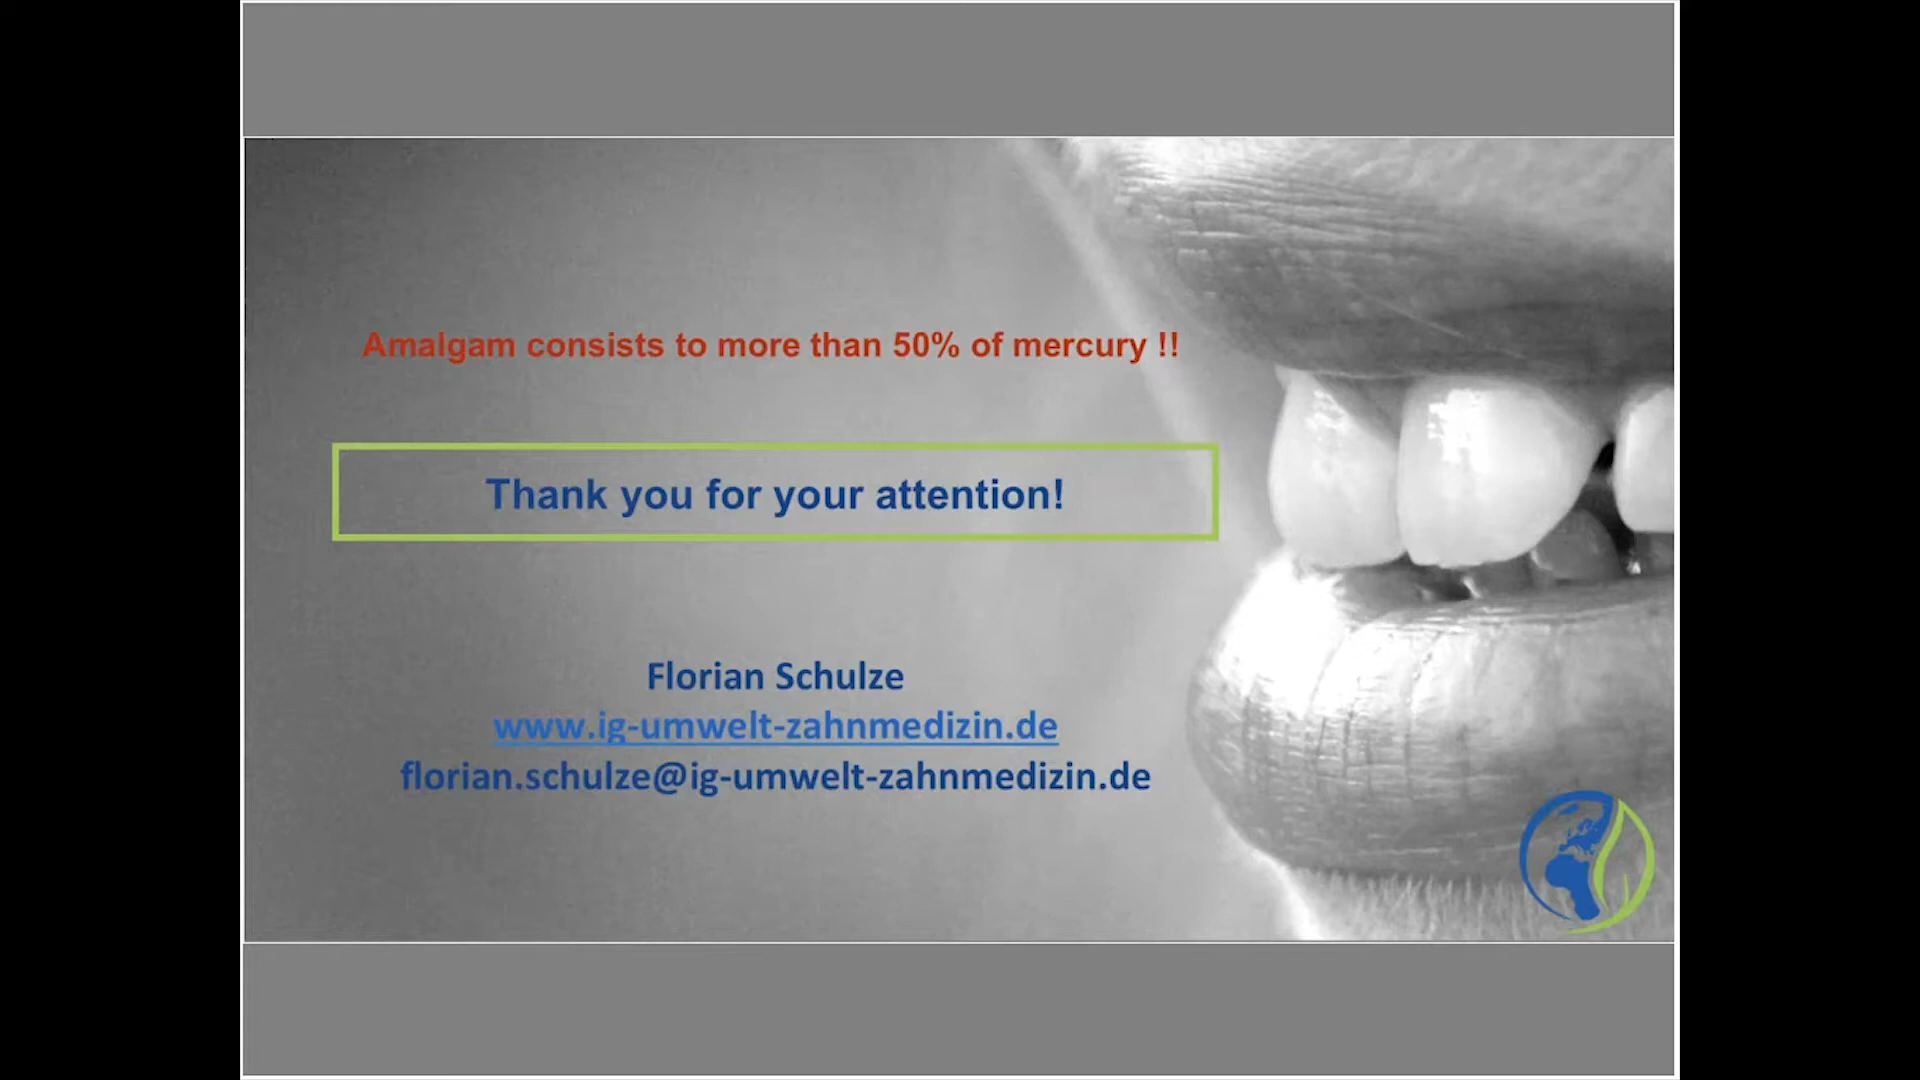 Amalgam consists to more than 50% of mercury !!
Thank you for your attention!
Florian Schulze
www.ig-umwelt-zahnmedizin.de
florian.schulze@ig-umwelt-zahnmedizin.de